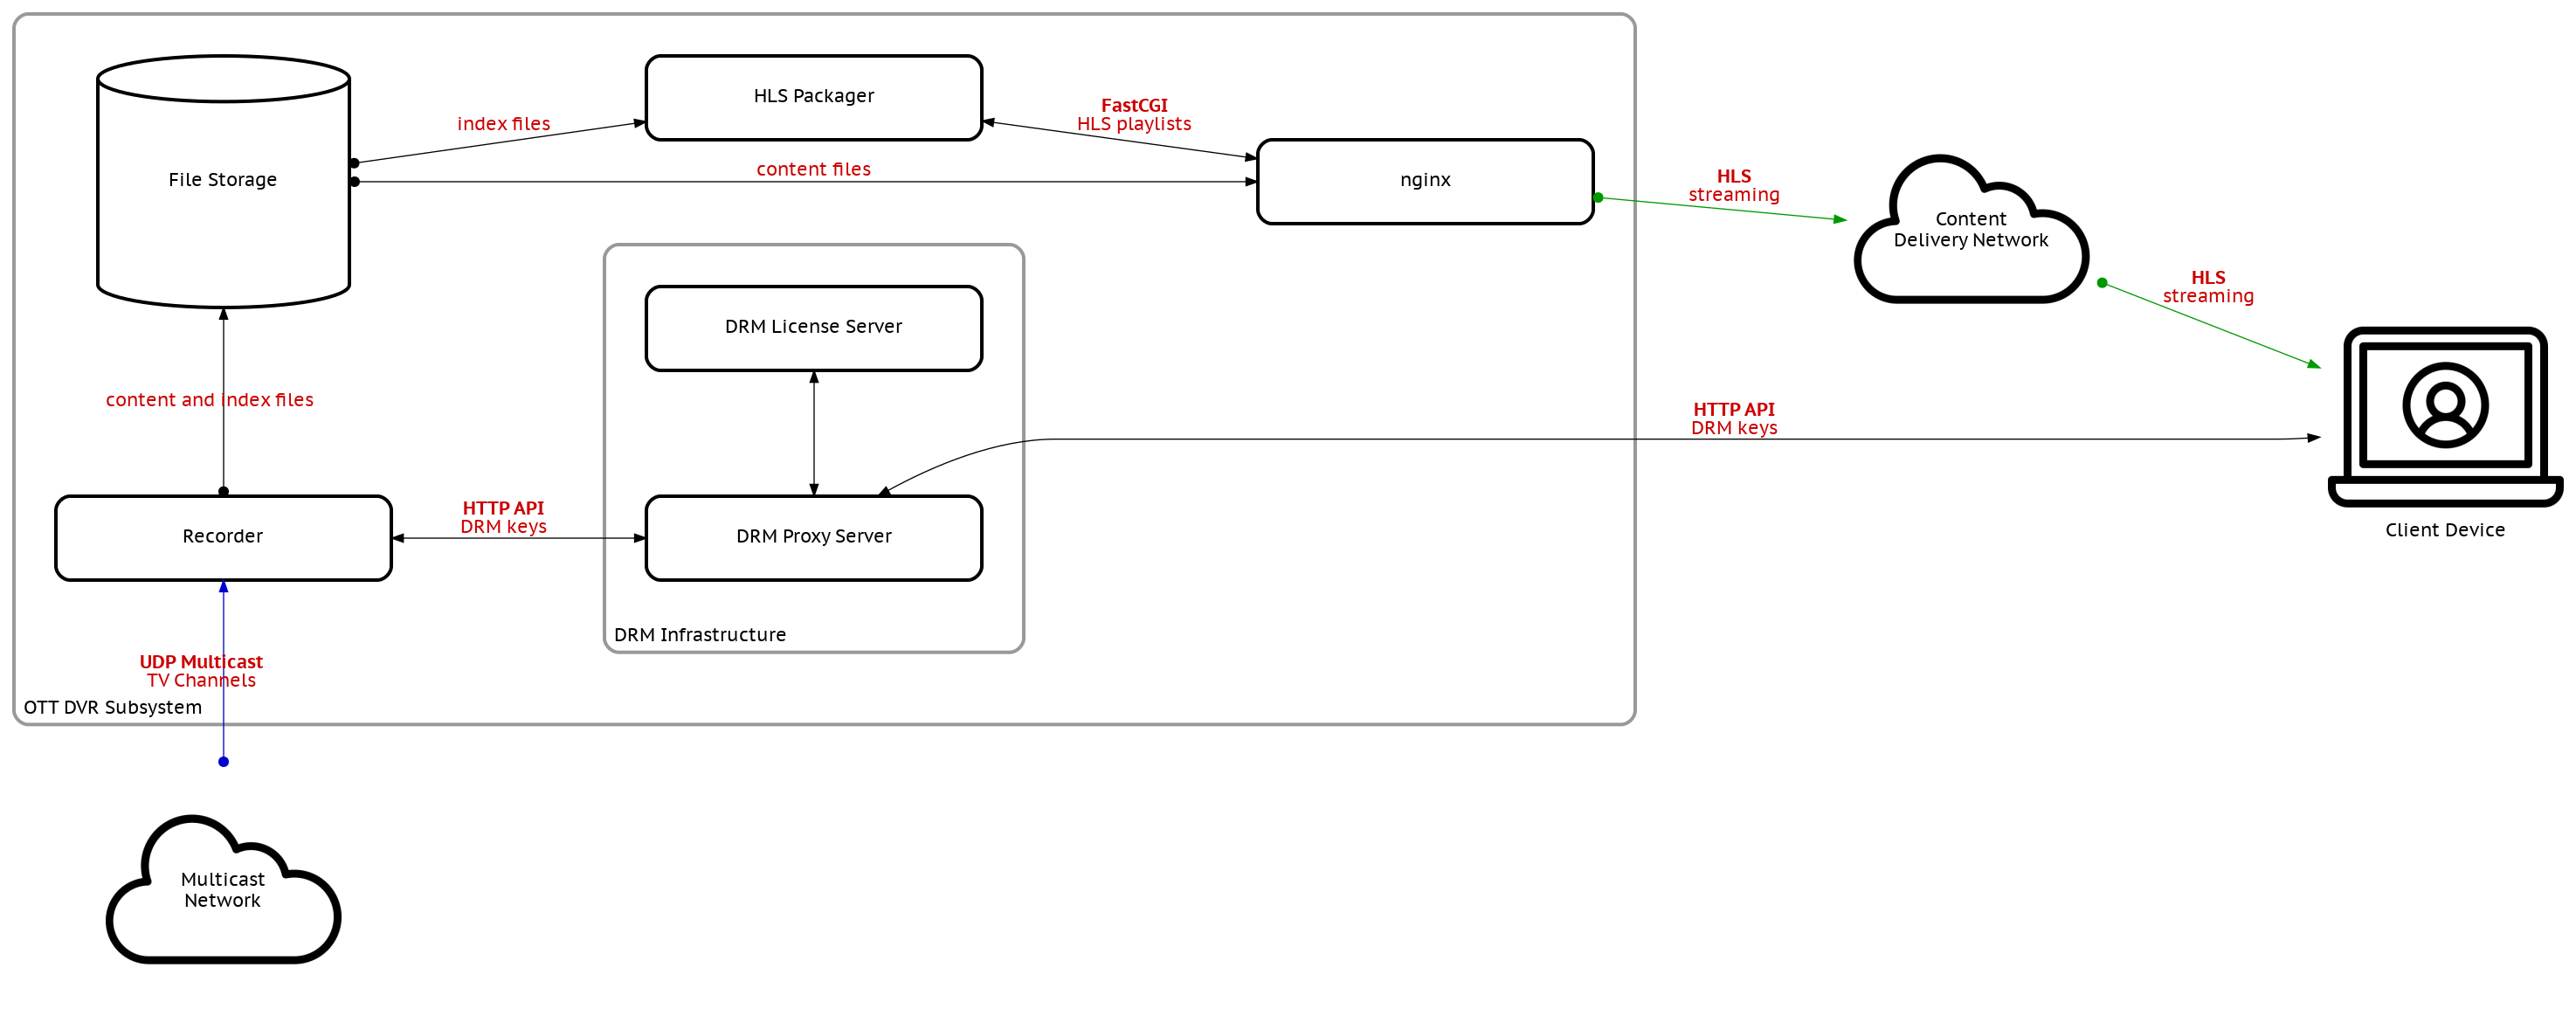 HLS Packager
FastCGI
HLS playlists
index files
content files
File Storage
nginx
HLS
streaming
Content
Delivery Network
HLS
streaming
DRM License Server
content and index files
HTTP API
DRM keys
HTTP API
DRM keys
Recorder
DRM Proxy Server
Client Device
DRM Infrastructure
UDP Multicast
TV Channels
OTT DVR Subsystem
Multicast
Network